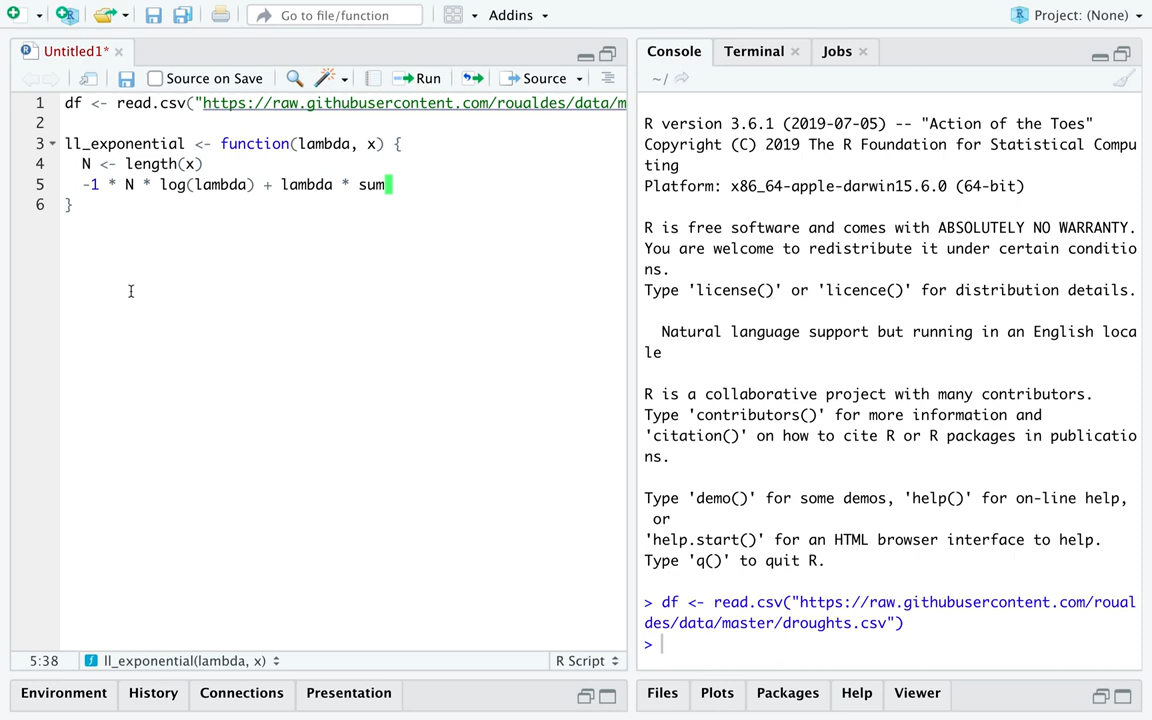 Go to file/function
Addins
Project: (None)
Untitled1*
Source on Save
Run
Source
1 df <- read.csv("https://raw.githubusercontent.com/roualdes/data/m
2
3 ll_exponential <- function(lambda, x) {
4 N <- length(x)
5 -1 * N * log(lambda) + lambda * sum
6 }
5:38
ll_exponential(lambda, x)
R Script
Environment
History
Connections
Presentation
Console
Terminal
Jobs
~/
R version 3.6.1 (2019-07-05) -- "Action of the Toes"
Copyright (C) 2019 The R Foundation for Statistical Compu
ting
Platform: x86_64-apple-darwin15.6.0 (64-bit)
R is free software and comes with ABSOLUTELY NO WARRANTY.
You are welcome to redistribute it under certain conditio
ns.
Type 'license()' or 'licence()' for distribution details.
Natural language support but running in an English loca
le
R is a collaborative project with many contributors.
Type 'contributors()' for more information and
'citation()' on how to cite R or R packages in publicatio
ns.
Type 'demo()' for some demos, 'help()' for on-line help,
or
'help.start()' for an HTML browser interface to help.
Type 'q()' to quit R.
> df <- read.csv("https://raw.githubusercontent.com/roual
des/data/master/droughts.csv")
>
Files
Plots
Packages
Help
Viewer